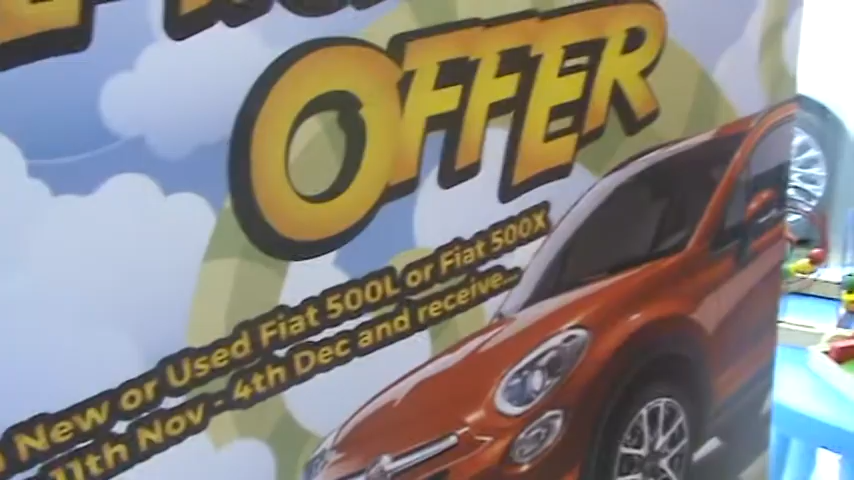 OFFER
New or Used Fiat 500L or Fiat 500X
11th Nov - 4th Dec and receive...